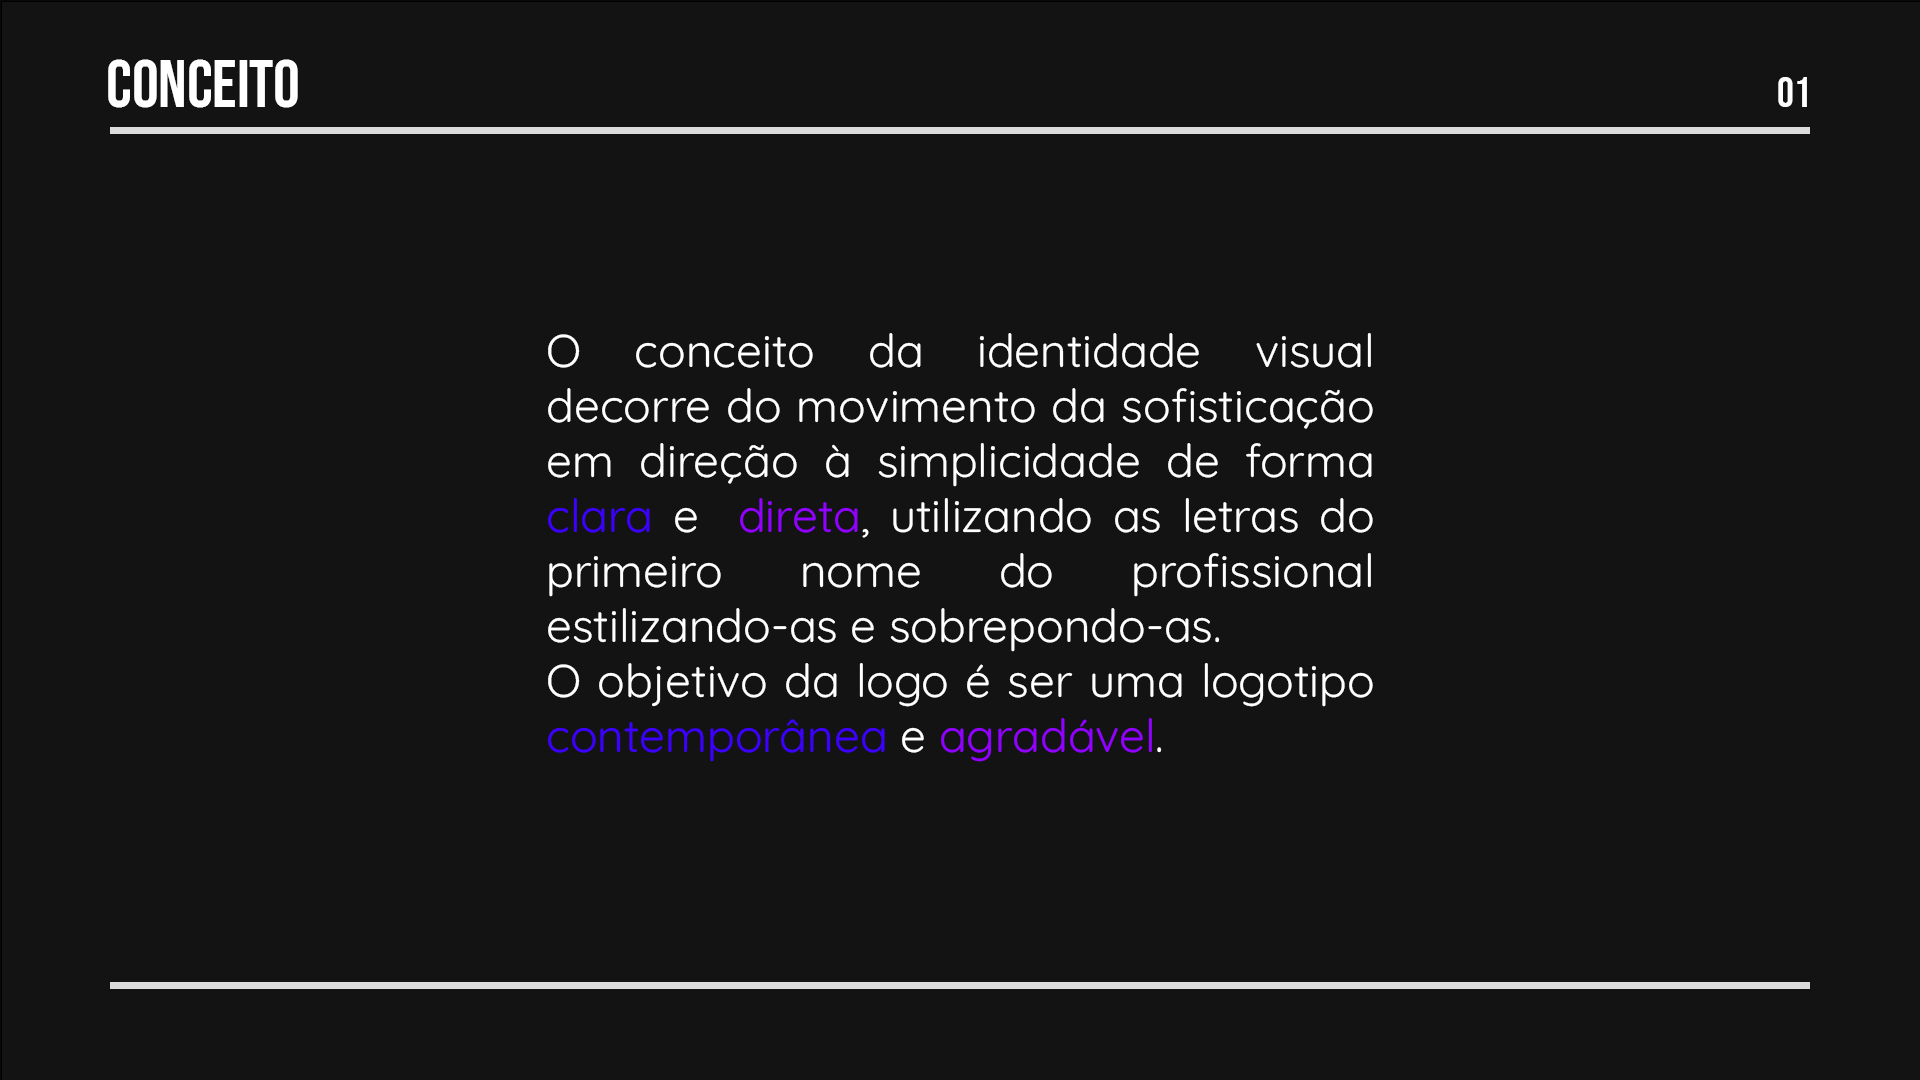 CONCEITO
01
O conceito da identidade visual
decorre do movimento da sofisticação
em direção à simplicidade de forma
clara e direta, utilizando as letras do
primeiro nome do profissional
estilizando-as e sobrepondo-as.
O objetivo da logo é ser uma logotipo
contemporânea e agradável.